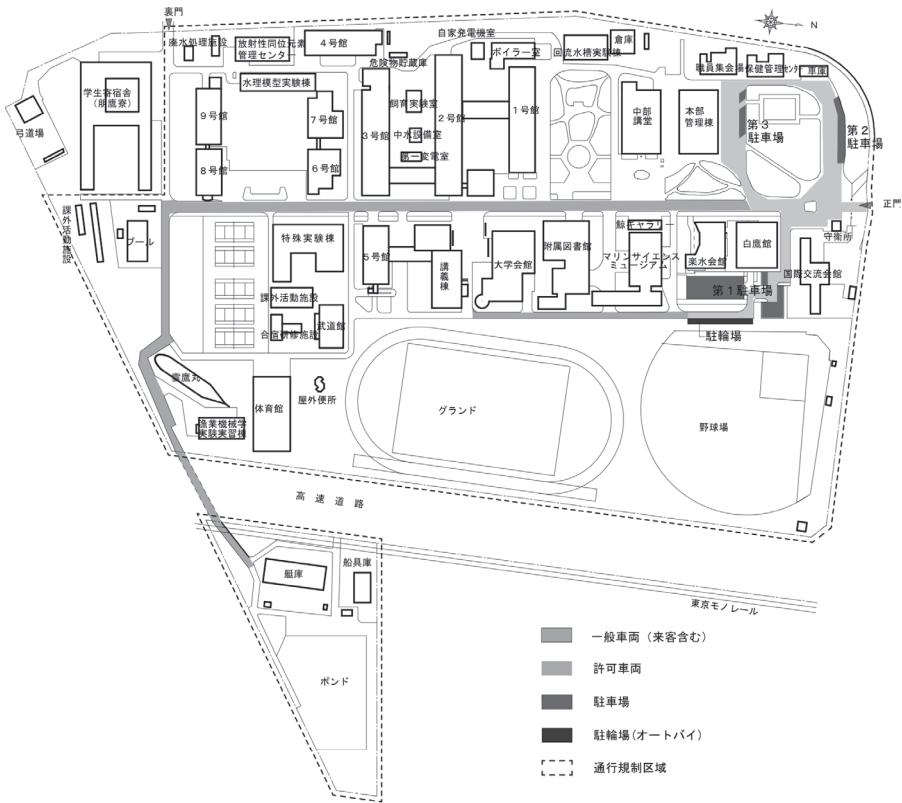 裏門
廃水処理施設
放射性同位元素
管理センター
4号館
自家発電機室
ボイラー室
回流水槽実験棟
倉庫
N
危険物貯蔵庫
職員集会場
保健管理センター
車庫
学生寄宿舎
(朋鷹寮)
水理模型実験棟
弓道場
9号館
7号館
3号館
飼育実験室
2号館
1号館
中部
講堂
本部
管理棟
第3
駐車場
第2
駐車場
中水設備室
第一変電室
8号館
6号館
正門
課外活動施設
プール
特殊実験棟
5号館
講義棟
大学会館
附属図書館
鯨ギャラリー
マリンサイエンス
ミュージアム
楽水会館
白鷹館
守衛所
国際交流会館
課外活動施設
合宿研修施設
武道館
第1駐車場
駐輪場
雲鷹丸
体育館
屋外便所
グランド
野球場
漁業機械学
実験実習棟
高速道路
艇庫
船具庫
東京モノレール
ポンド
一般車両(来客含む)
許可車両
駐車場
駐輪場(オートバイ)
通行規制区域